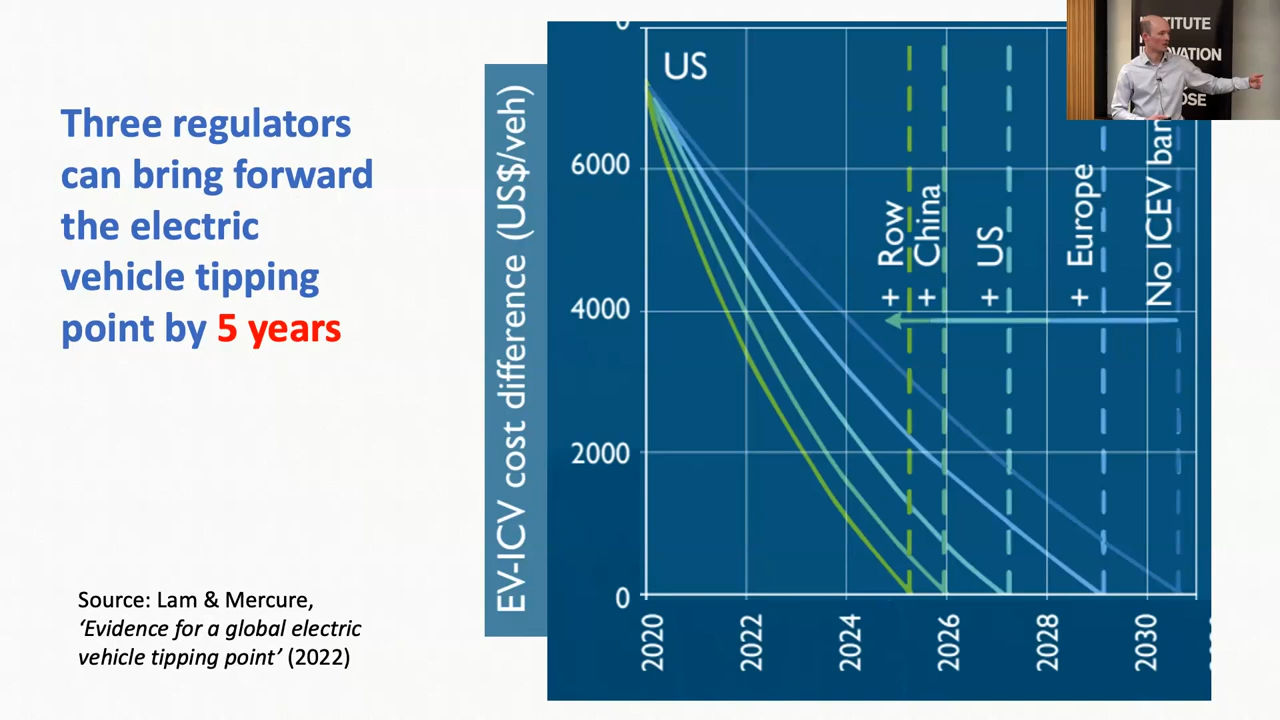 Three regulators
can bring forward
the electric
vehicle tipping
point by 5 years
Source: Lam & Mercure,
‘Evidence for a global electric
vehicle tipping point’ (2022)
EV-ICV cost difference (US$/veh)
US
6000
4000
2000
0
2020
2022
2024
2026
2028
2030
+ Row
+ China
+ US
+ Europe
No ICEV ban
INNOVATION